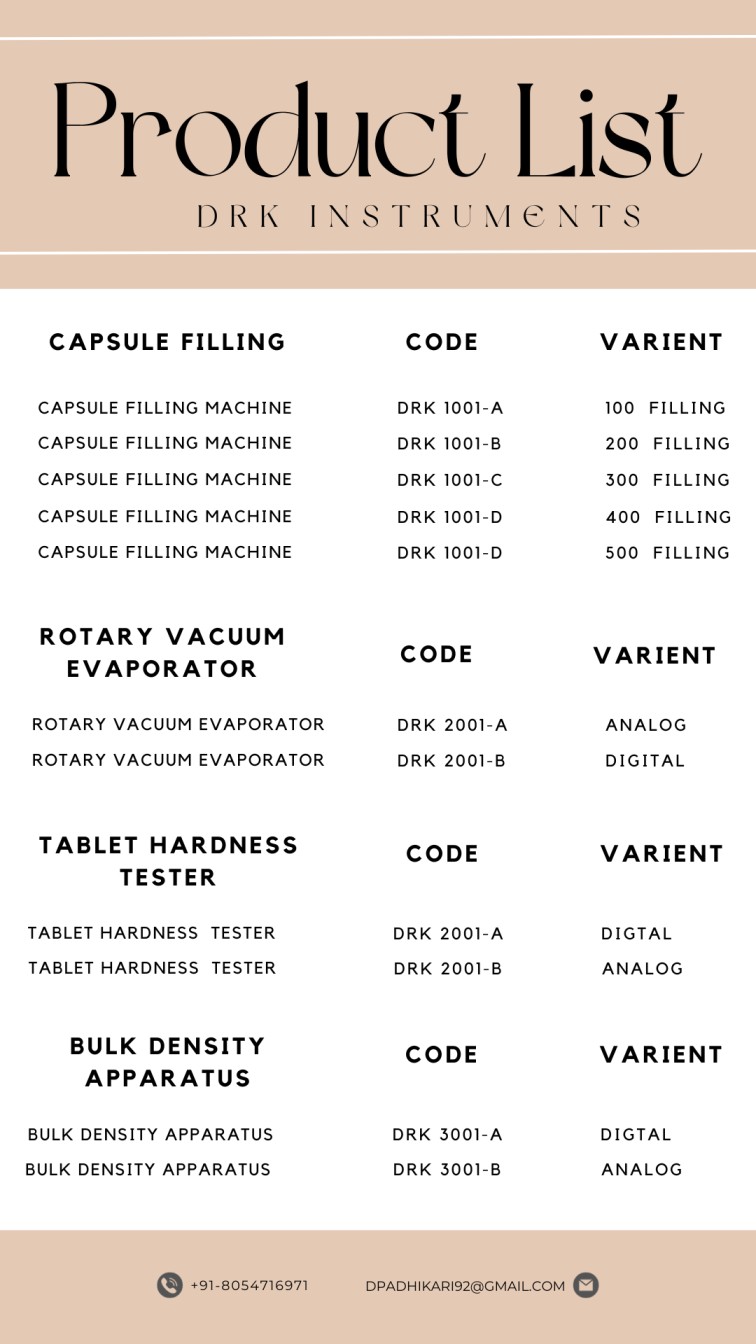 Product List
DRK INSTRUMENTS
CAPSULE FILLING CODE VARIENT
CAPSULE FILLING MACHINE DRK 1001-A 100 FILLING
CAPSULE FILLING MACHINE DRK 1001-B 200 FILLING
CAPSULE FILLING MACHINE DRK 1001-C 300 FILLING
CAPSULE FILLING MACHINE DRK 1001-D 400 FILLING
CAPSULE FILLING MACHINE DRK 1001-D 500 FILLING
ROTARY VACUUM
EVAPORATOR CODE VARIENT
ROTARY VACUUM EVAPORATOR DRK 2001-A ANALOG
ROTARY VACUUM EVAPORATOR DRK 2001-B DIGITAL
TABLET HARDNESS
TESTER CODE VARIENT
TABLET HARDNESS TESTER DRK 2001-A DIGTAL
TABLET HARDNESS TESTER DRK 2001-B ANALOG
BULK DENSITY
APPARATUS CODE VARIENT
BULK DENSITY APPARATUS DRK 3001-A DIGTAL
BULK DENSITY APPARATUS DRK 3001-B ANALOG
+91-8054716971 DPADHIKARI92@GMAIL.COM